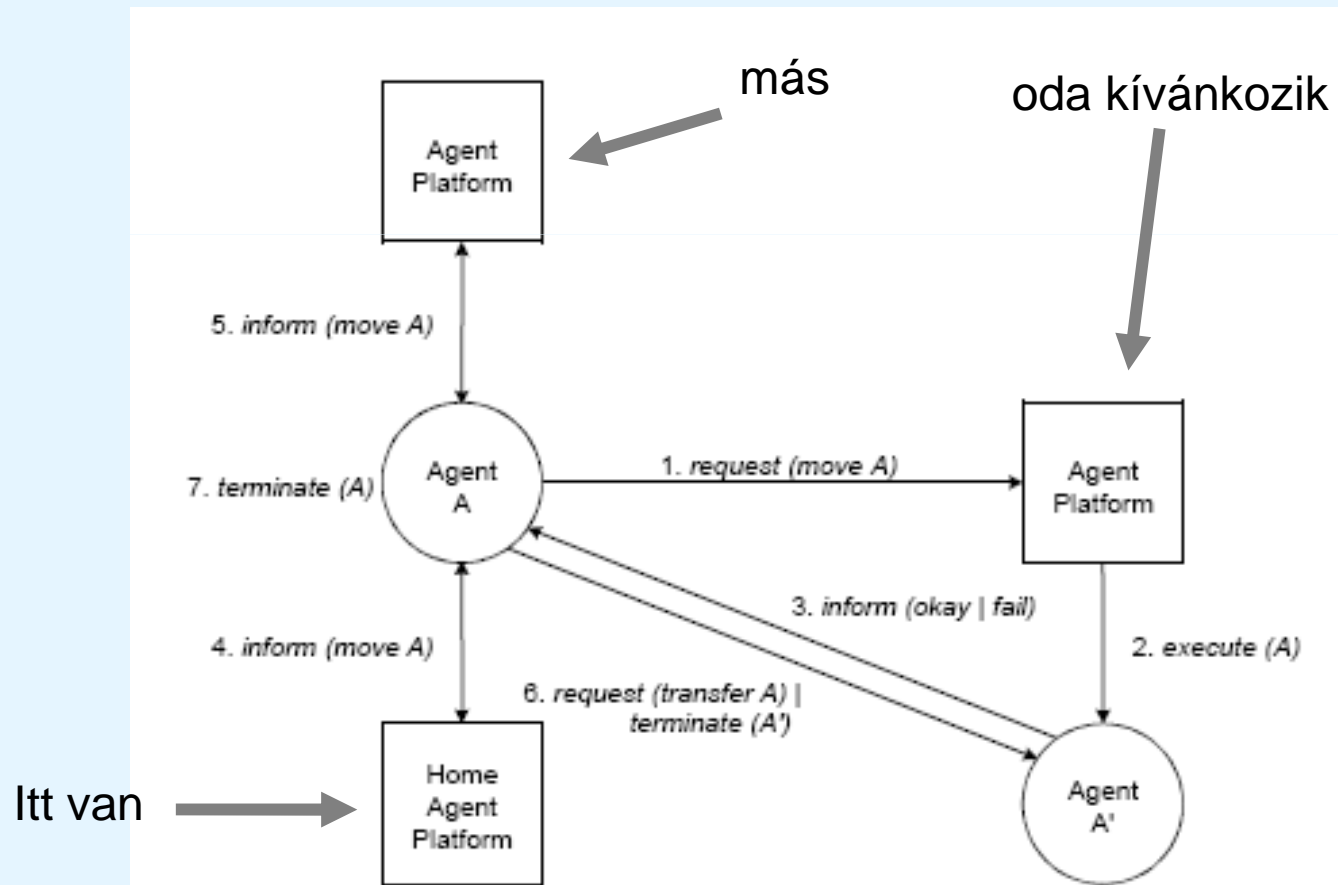 más
oda kívánkozik
Agent
Platform
5. inform (move A)
Agent
A
7. terminate (A)
1. request (move A)
Agent
Platform
3. inform (okay | fail)
2. execute (A)
4. inform (move A)
6. request (transfer A) |
terminate (A')
Home
Agent
Platform
Itt van
Agent
A'